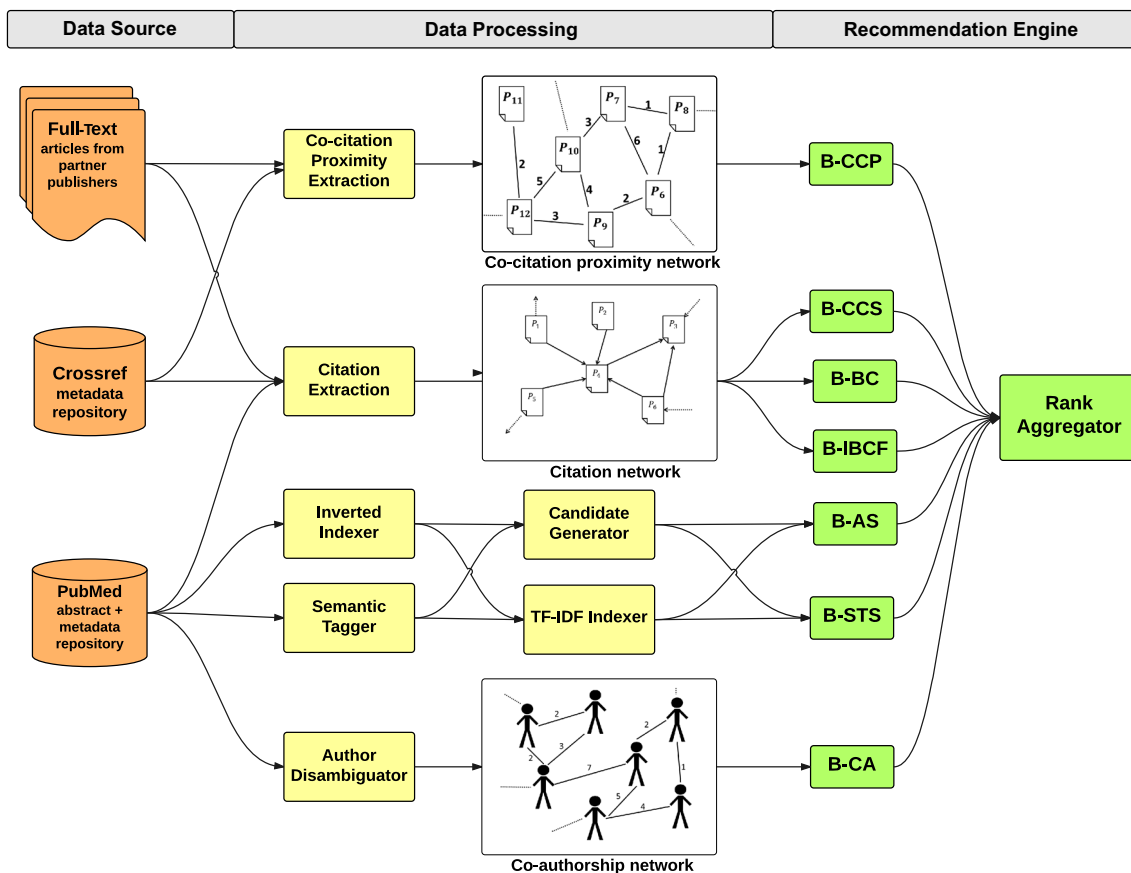 Data Source
Data Processing
Recommendation Engine
Full-Text
articles from
partner
publishers
Crossref
metadata
repository
PubMed
abstract +
metadata
repository
Co-citation
Proximity
Extraction
Citation
Extraction
Inverted
Indexer
Semantic
Tagger
Author
Disambiguator
P11
P7
1
P8
3
P10
6
1
2
5
4
P6
2
P12
3
P9
Co-citation proximity network
P1
P2
P3
P4
P5
P6
Citation network
Candidate
Generator
TF-IDF Indexer
2
2
3
2
7
1
5
4
Co-authorship network
B-CCP
B-CCS
B-BC
B-IBCF
B-AS
B-STS
B-CA
Rank
Aggregator